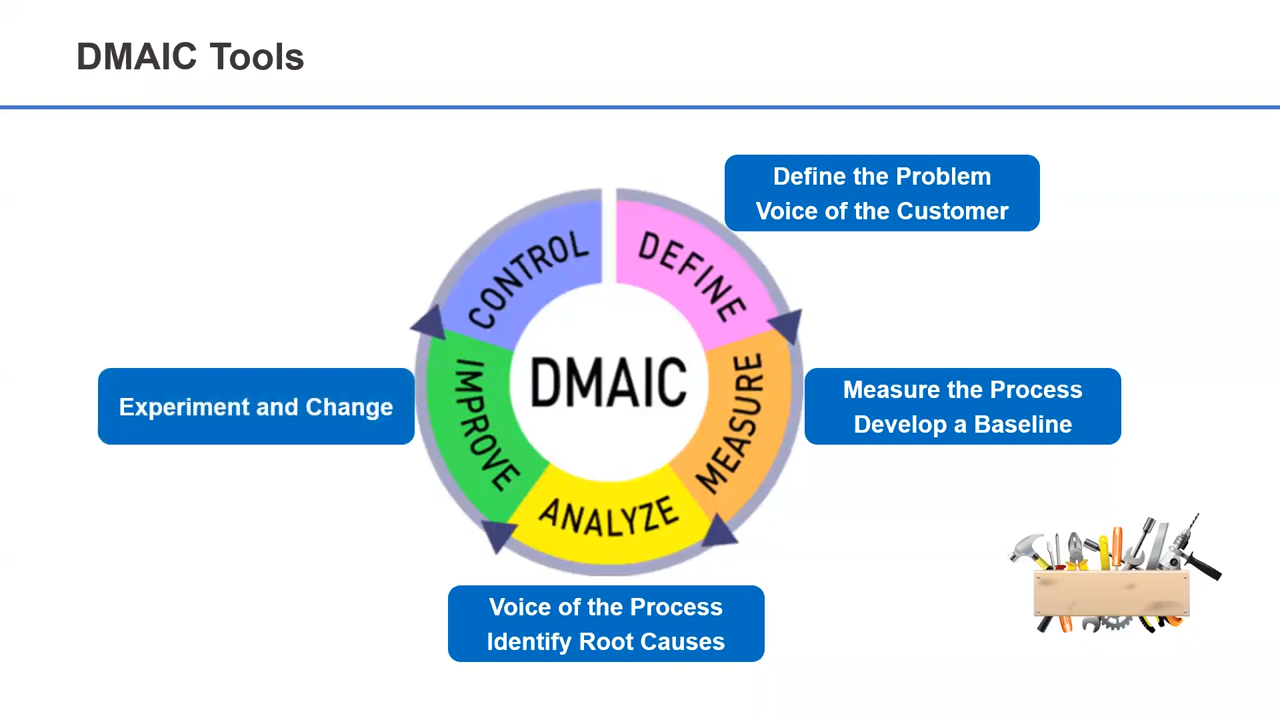 DMAIC Tools
Define the Problem
Voice of the Customer
CONTROL
DEFINE
DMAIC
Experiment and Change
IMPROVE
MEASURE
Measure the Process
Develop a Baseline
ANALYZE
Voice of the Process
Identify Root Causes